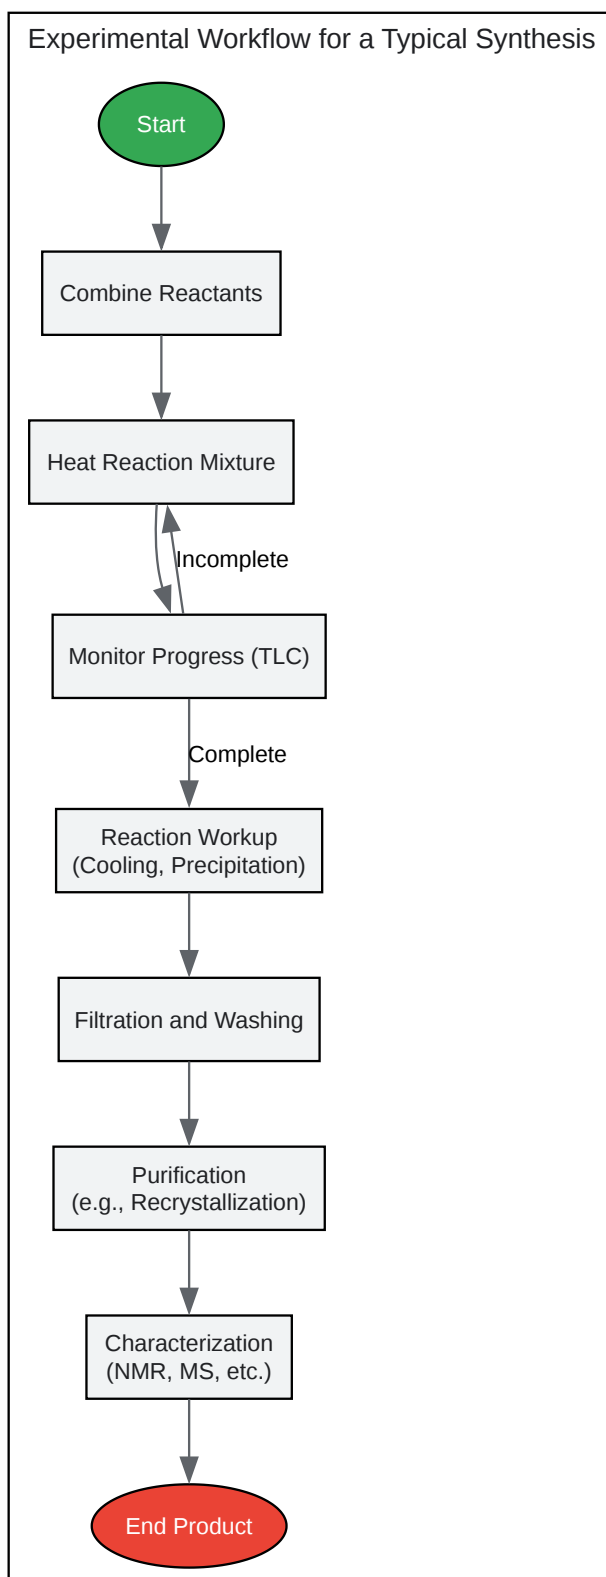 Experimental Workflow for a Typical Synthesis
Start
Combine Reactants
Heat Reaction Mixture
Incomplete
Monitor Progress (TLC)
Complete
Reaction Workup
(Cooling, Precipitation)
Filtration and Washing
Purification
(e.g., Recrystallization)
Characterization
(NMR, MS, etc.)
End Product